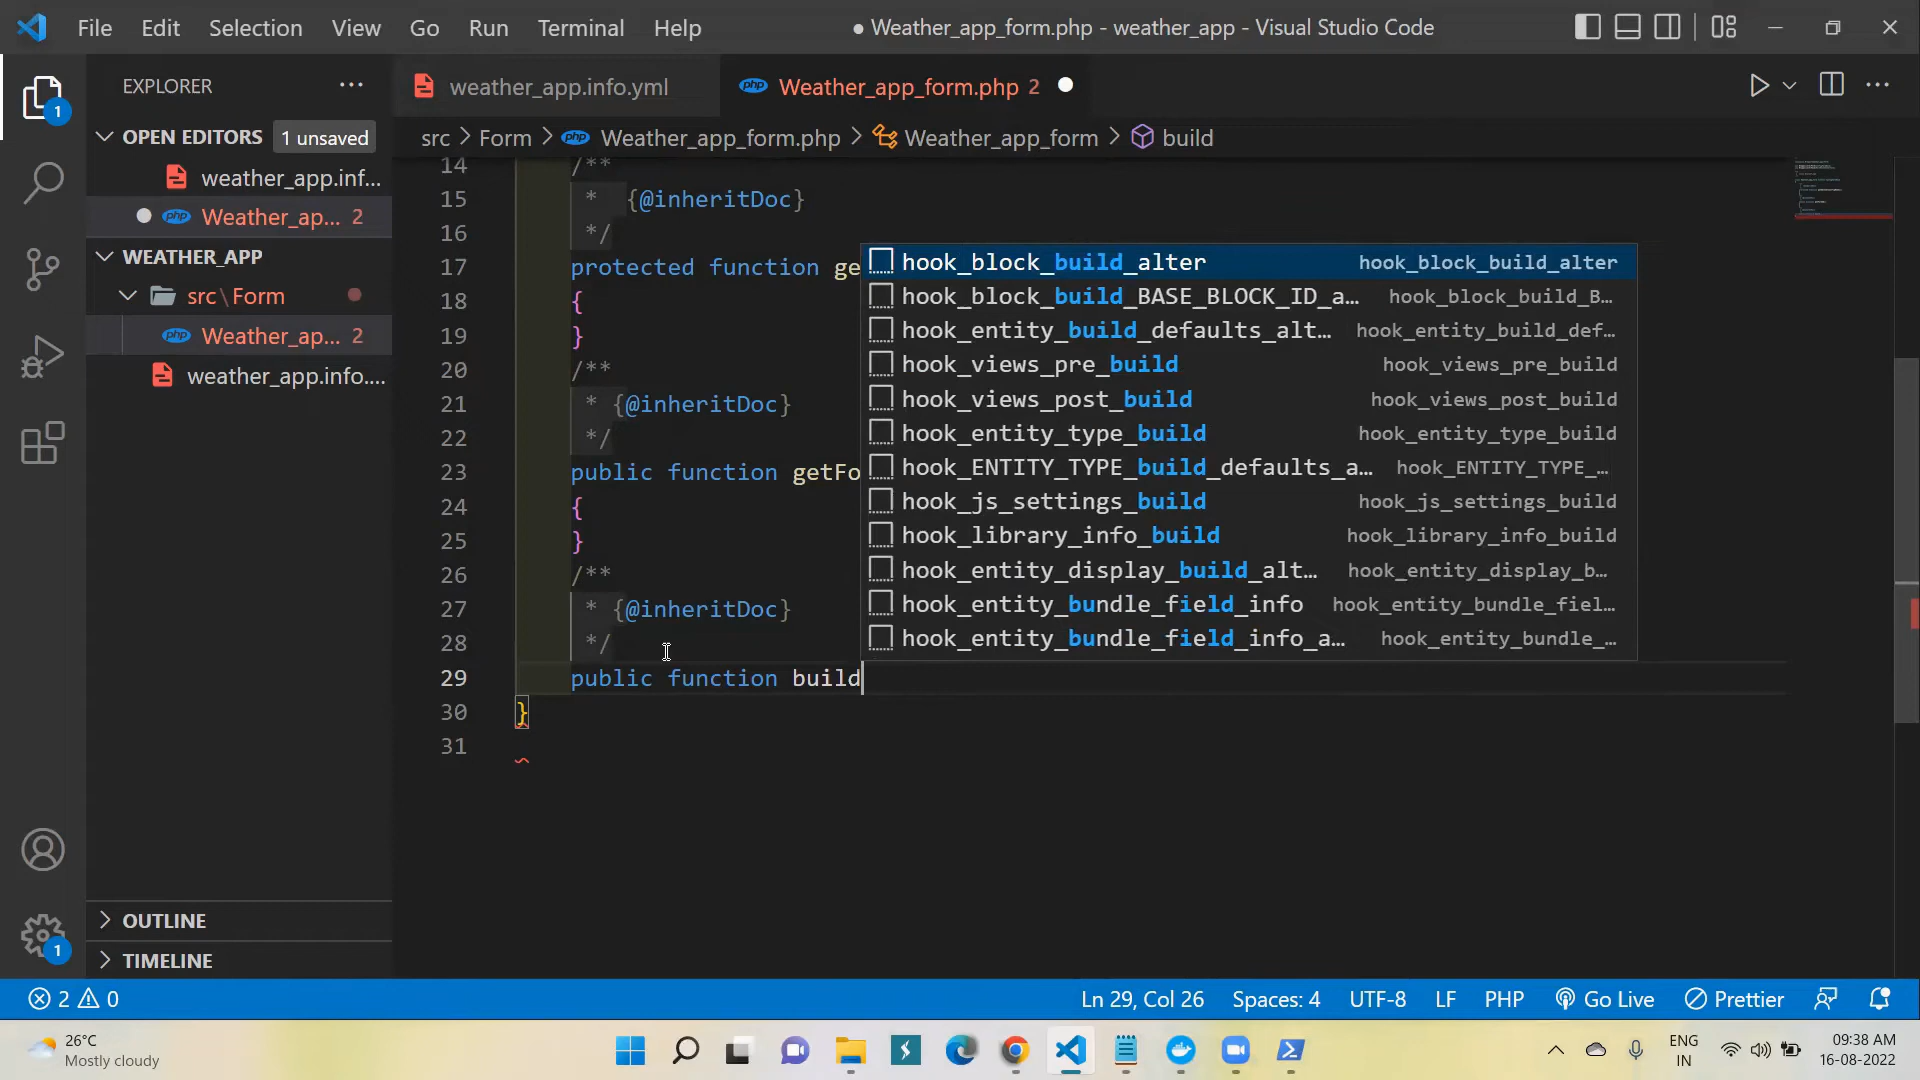 File Edit Selection View Go Run Terminal Help
● Weather_app_form.php - weather_app - Visual Studio Code
EXPLORER ...
weather_app.info.yml
php Weather_app_form.php 2
OPEN EDITORS 1 unsaved
src > Form > php Weather_app_form.php > Weather_app_form > build
1
weather_app.inf...
php Weather_ap... 2
WEATHER_APP
src\Form
php Weather_ap... 2
weather_app.info....
14 /**
15 * {@inheritDoc}
16 */
17 protected function ge
18 {
19 }
20 /**
21 * {@inheritDoc}
22 */
23 public function getFo
24 {
25 }
26 /**
27 * {@inheritDoc}
28 */
29 public function build
30 }
31
hook_block_build_alter hook_block_build_alter
hook_block_build_BASE_BLOCK_ID_a... hook_block_build_B...
hook_entity_build_defaults_alt... hook_entity_build_def...
hook_views_pre_build hook_views_pre_build
hook_views_post_build hook_views_post_build
hook_entity_type_build hook_entity_type_build
hook_ENTITY_TYPE_build_defaults_a... hook_ENTITY_TYPE_...
hook_js_settings_build hook_js_settings_build
hook_library_info_build hook_library_info_build
hook_entity_display_build_alt... hook_entity_display_b...
hook_entity_bundle_field_info hook_entity_bundle_fiel...
hook_entity_bundle_field_info_a... hook_entity_bundle_...
OUTLINE
1
TIMELINE
2 0
Ln 29, Col 26 Spaces: 4 UTF-8 LF PHP Go Live Prettier
26°C
Mostly cloudy
ENG
IN
09:38 AM
16-08-2022